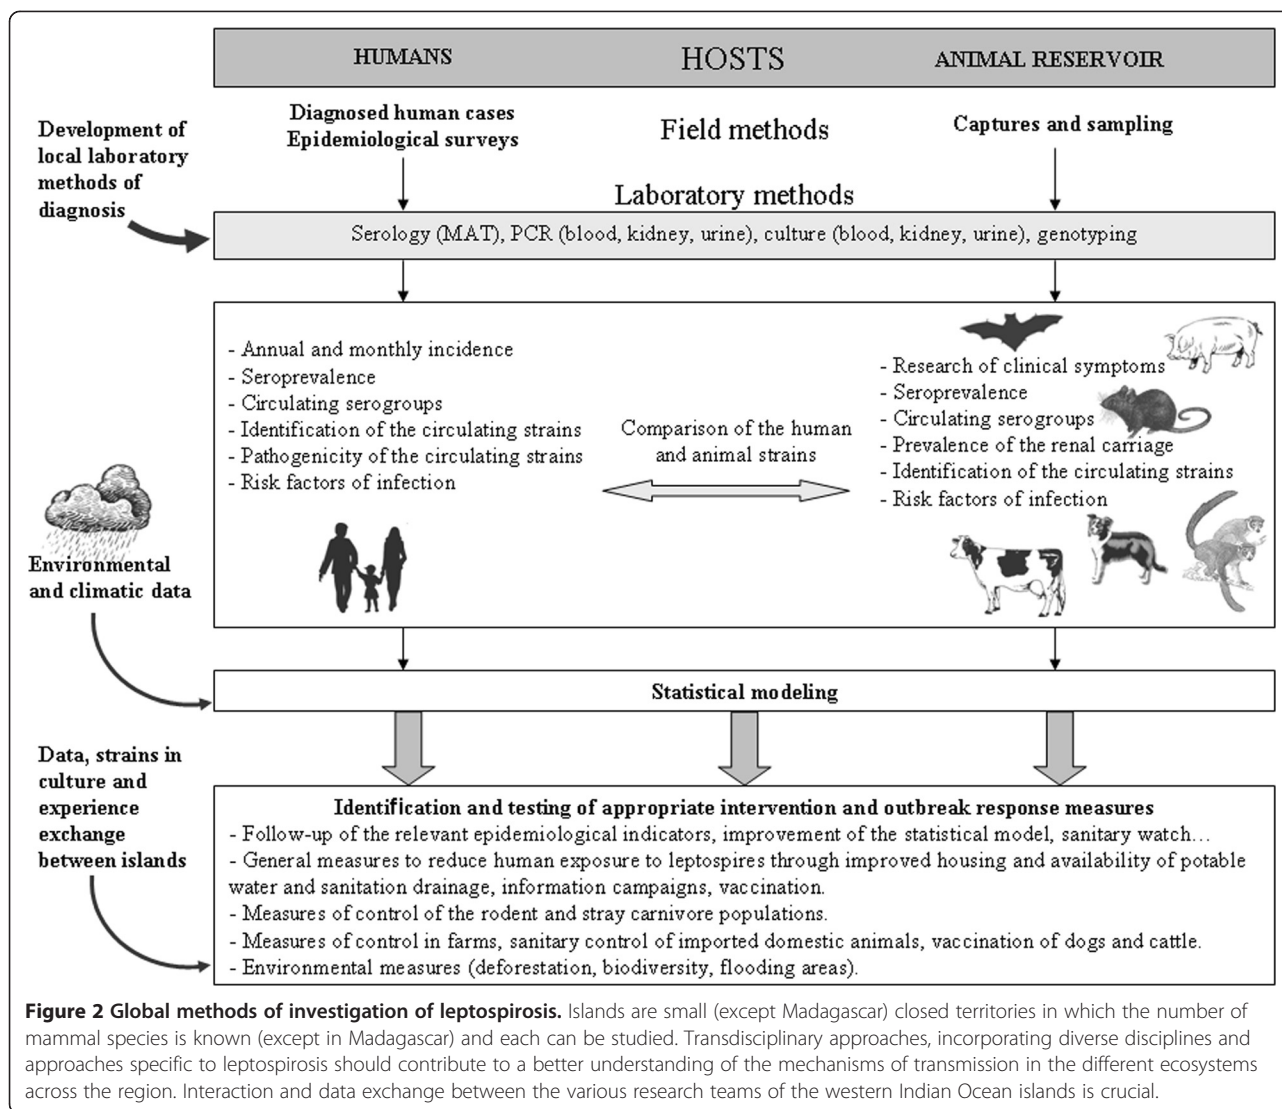 HUMANS HOSTS ANIMAL RESERVOIR
Diagnosed human cases
Epidemiological surveys
Field methods
Captures and sampling
Development of
local laboratory
methods of
diagnosis
Laboratory methods
Serology (MAT), PCR (blood, kidney, urine), culture (blood, kidney, urine), genotyping
- Annual and monthly incidence
- Seroprevalence
- Circulating serogroups
- Identification of the circulating strains
- Pathogenicity of the circulating strains
- Risk factors of infection
Comparison of the human
and animal strains
- Research of clinical symptoms
- Seroprevalence
- Circulating serogroups
- Prevalence of the renal carriage
- Identification of the circulating strains
- Risk factors of infection
Environmental
and climatic data
Statistical modeling
Data, strains in
culture and
experience
exchange
between islands
Identification and testing of appropriate intervention and outbreak response measures
- Follow-up of the relevant epidemiological indicators, improvement of the statistical model, sanitary watch…
- General measures to reduce human exposure to leptospires through improved housing and availability of potable
water and sanitation drainage, information campaigns, vaccination.
- Measures of control of the rodent and stray carnivore populations.
- Measures of control in farms, sanitary control of imported domestic animals, vaccination of dogs and cattle.
- Environmental measures (deforestation, biodiversity, flooding areas).
Figure 2 Global methods of investigation of leptospirosis. Islands are small (except Madagascar) closed territories in which the number of
mammal species is known (except in Madagascar) and each can be studied. Transdisciplinary approaches, incorporating diverse disciplines and
approaches specific to leptospirosis should contribute to a better understanding of the mechanisms of transmission in the different ecosystems
across the region. Interaction and data exchange between the various research teams of the western Indian Ocean islands is crucial.